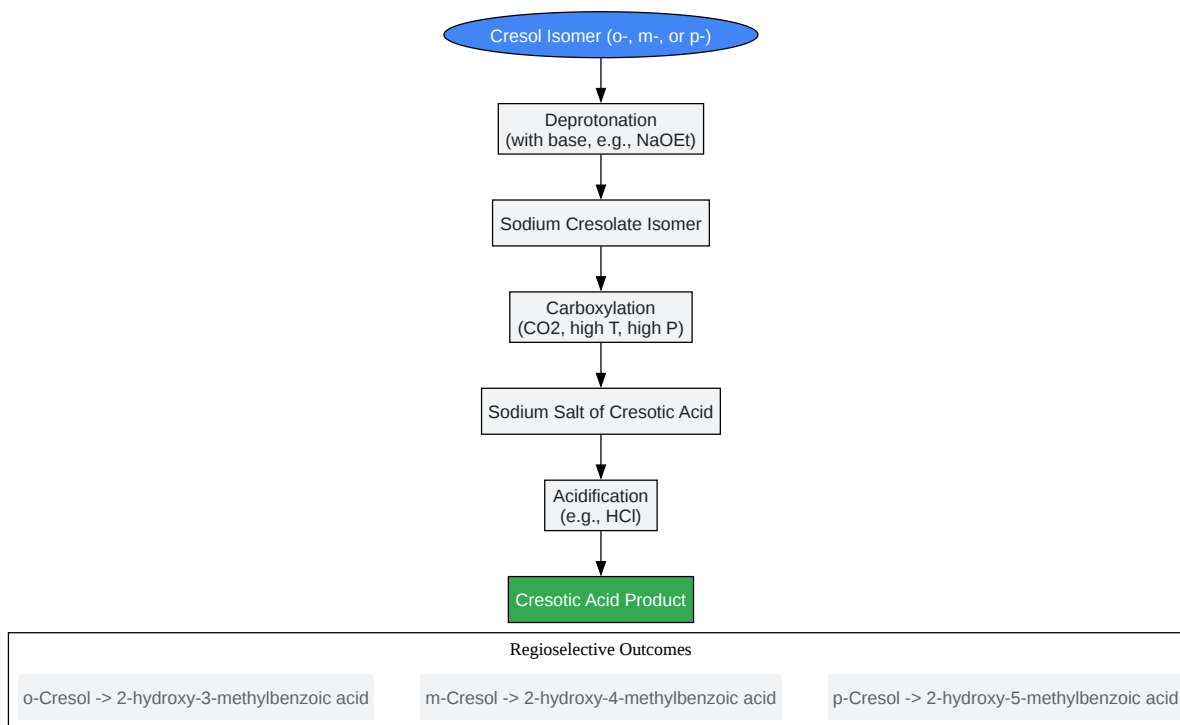 Cresol Isomer (o-, m-, or p-)
Deprotonation
(with base, e.g., NaOEt)
Sodium Cresolate Isomer
Carboxylation
(CO2, high T, high P)
Sodium Salt of Cresotic Acid
Acidification
(e.g., HCl)
Cresotic Acid Product
Regioselective Outcomes
o-Cresol -> 2-hydroxy-3-methylbenzoic acid
m-Cresol -> 2-hydroxy-4-methylbenzoic acid
p-Cresol -> 2-hydroxy-5-methylbenzoic acid